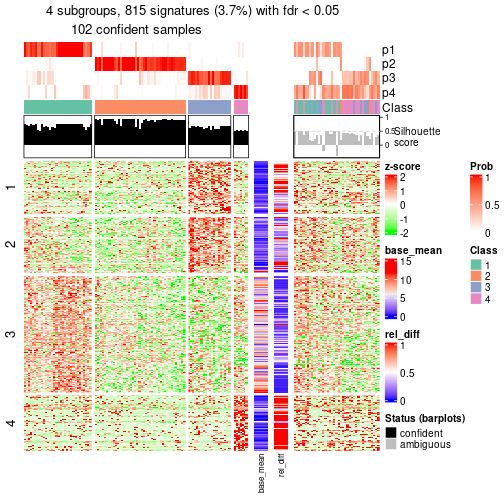 4 subgroups, 815 signatures (3.7%) with fdr < 0.05
102 confident samples
p1
p2
p3
p4
Class
1
0.5
0
Silhouette
score
1
2
3
4
base_mean
rel_diff
z-score
2
1
0
-1
-2
base_mean
15
10
5
0
rel_diff
1
0.5
0
Status (barplots)
confident
ambiguous
Prob
1
0.5
0
Class
1
2
3
4